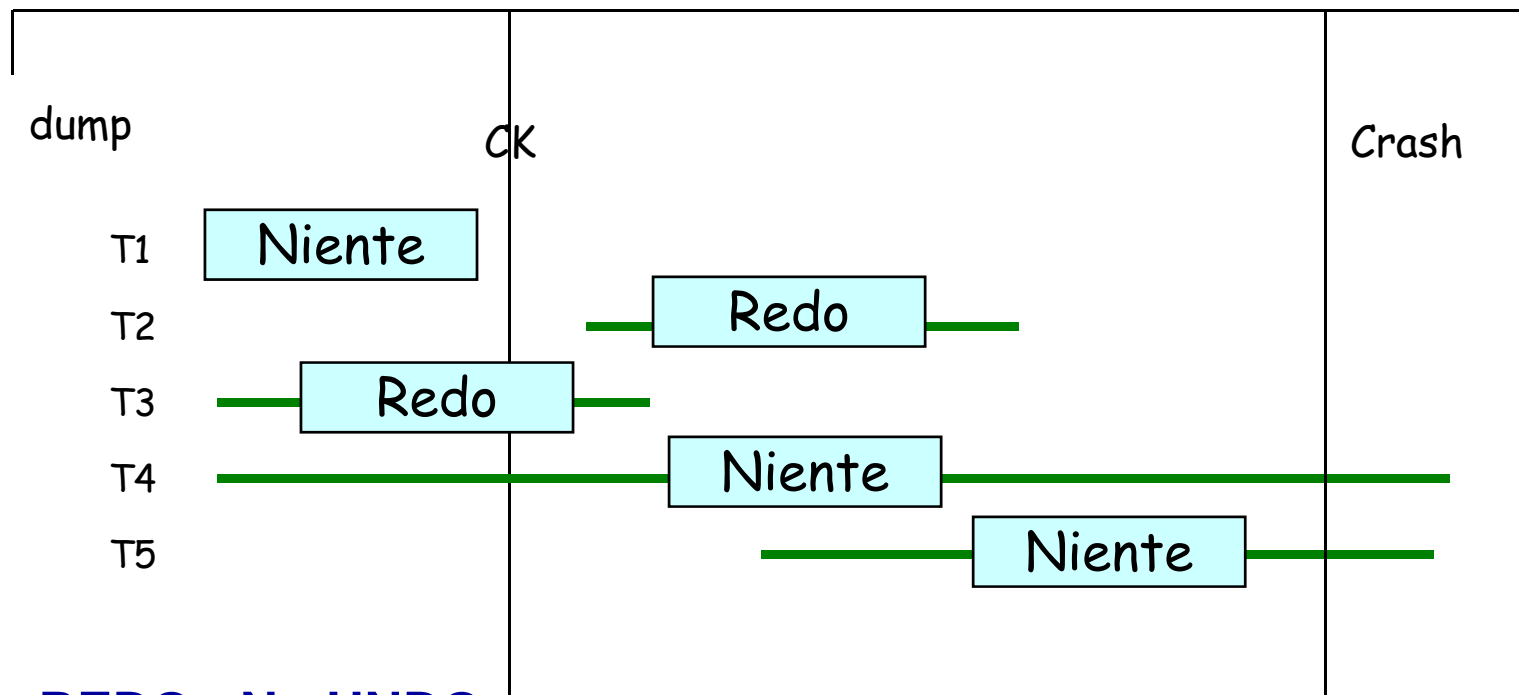 dump
CK
Crash
T1 Niente
T2 Redo
T3 Redo
T4 Niente
T5 Niente